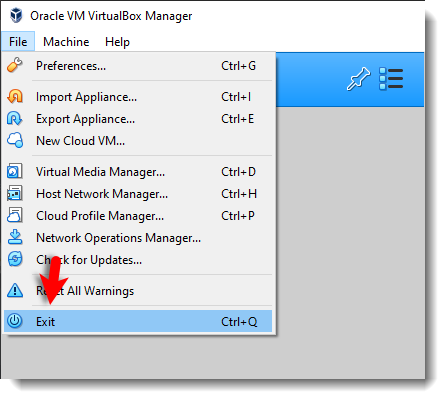 Oracle VM VirtualBox Manager
File Machine Help
Preferences... Ctrl+G
Import Appliance... Ctrl+I
Export Appliance... Ctrl+E
New Cloud VM...
Virtual Media Manager... Ctrl+D
Host Network Manager... Ctrl+H
Cloud Profile Manager... Ctrl+P
Network Operations Manager...
for Updates...
All Warnings
Exit Ctrl+Q